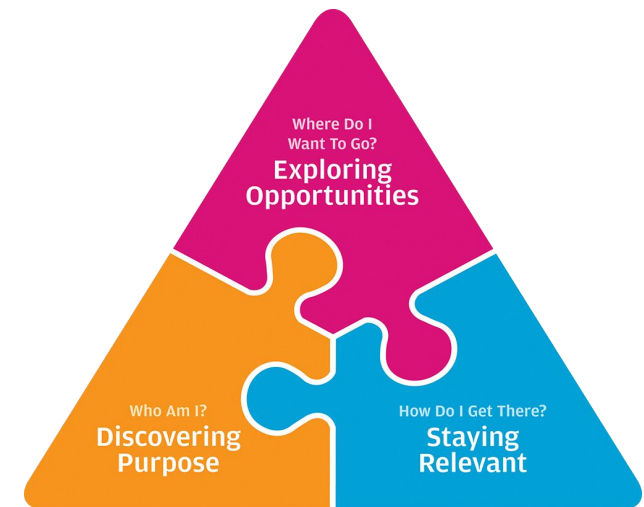 Where Do I
Want To Go?
Exploring
Opportunities
Who Am I?
Discovering
Purpose
How Do I Get There?
Staying
Relevant